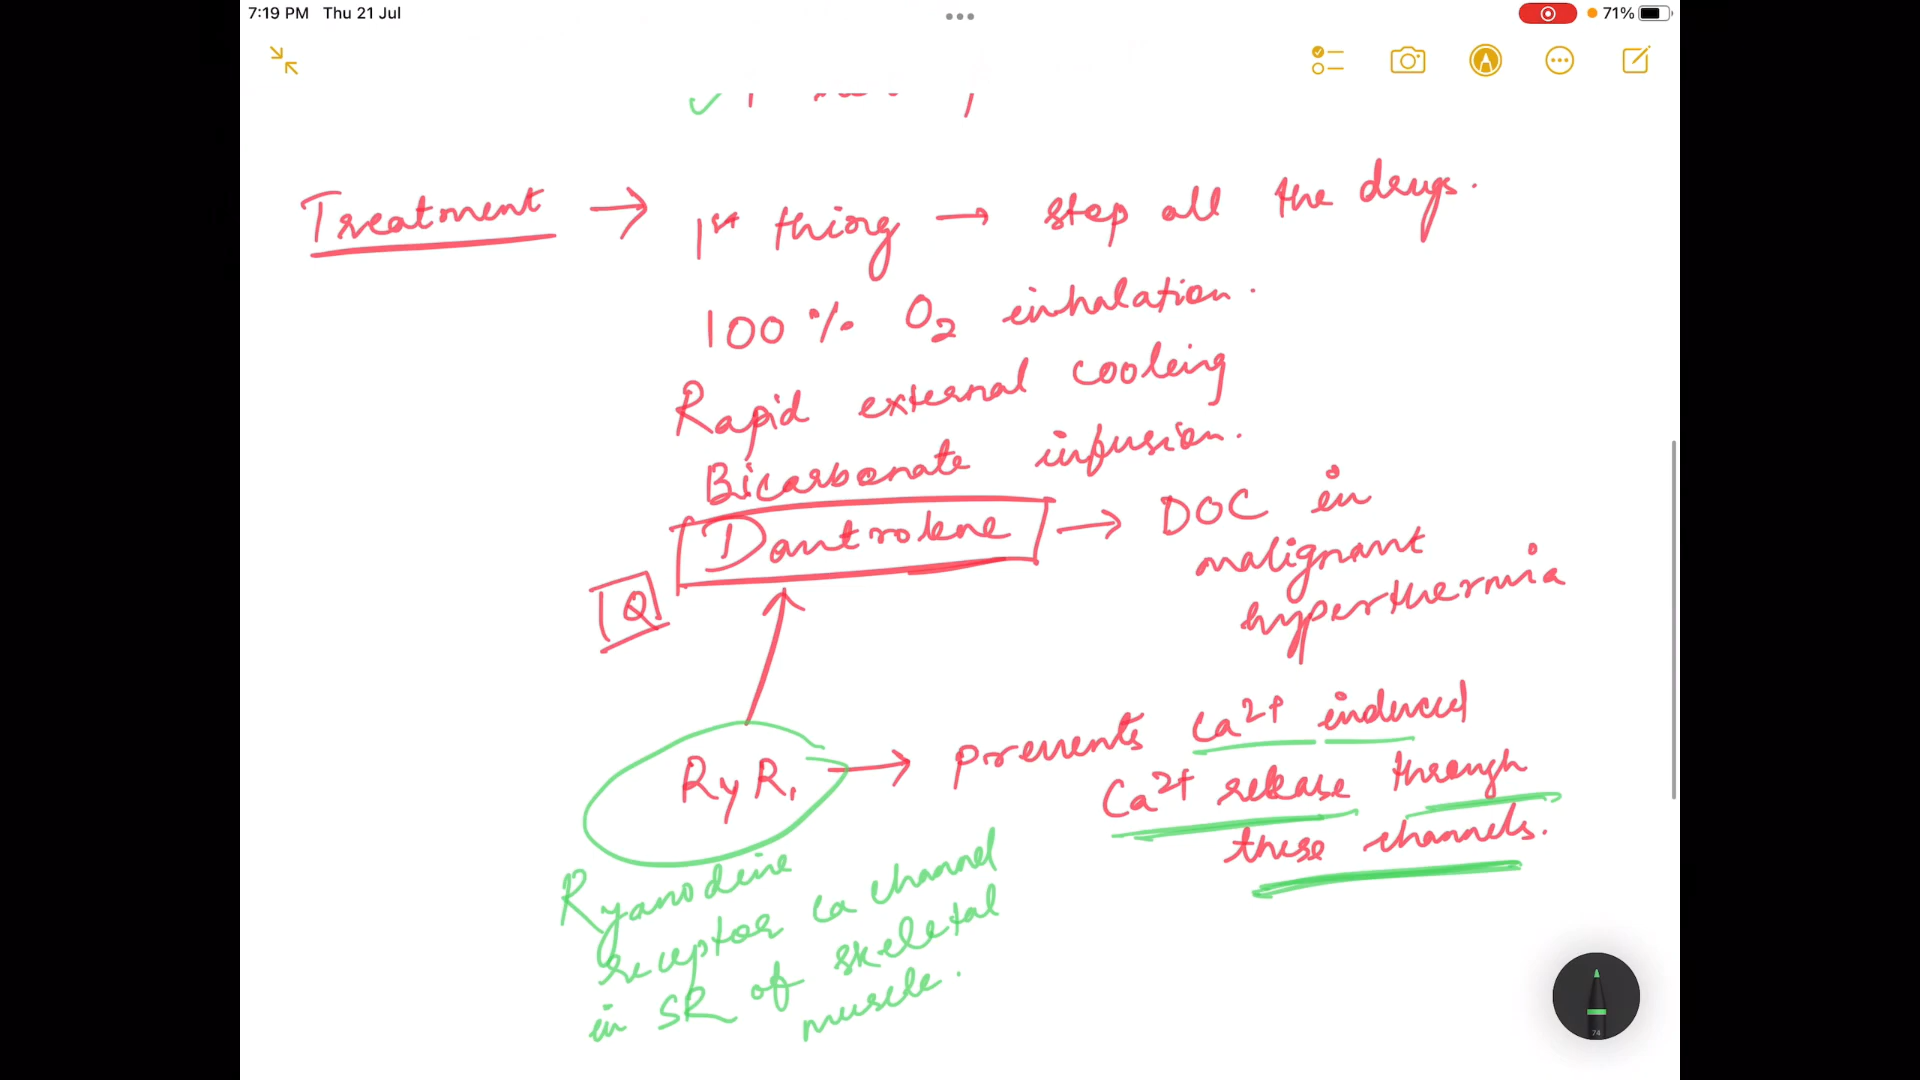 7:19 PM Thu 21 Jul
71%
Treatment → 1st thing → stop all the drugs.
100 % O2 inhalation.
Rapid external cooling
Bicarbonate infusion.
Dantrolene → DOC in
malignant
hyperthermia
Q
RyR1 → prevents Ca2+ induced
Ca2+ release through
these channels.
Ryanodine
receptor Ca channel
in SR of skeletal
muscle.
74